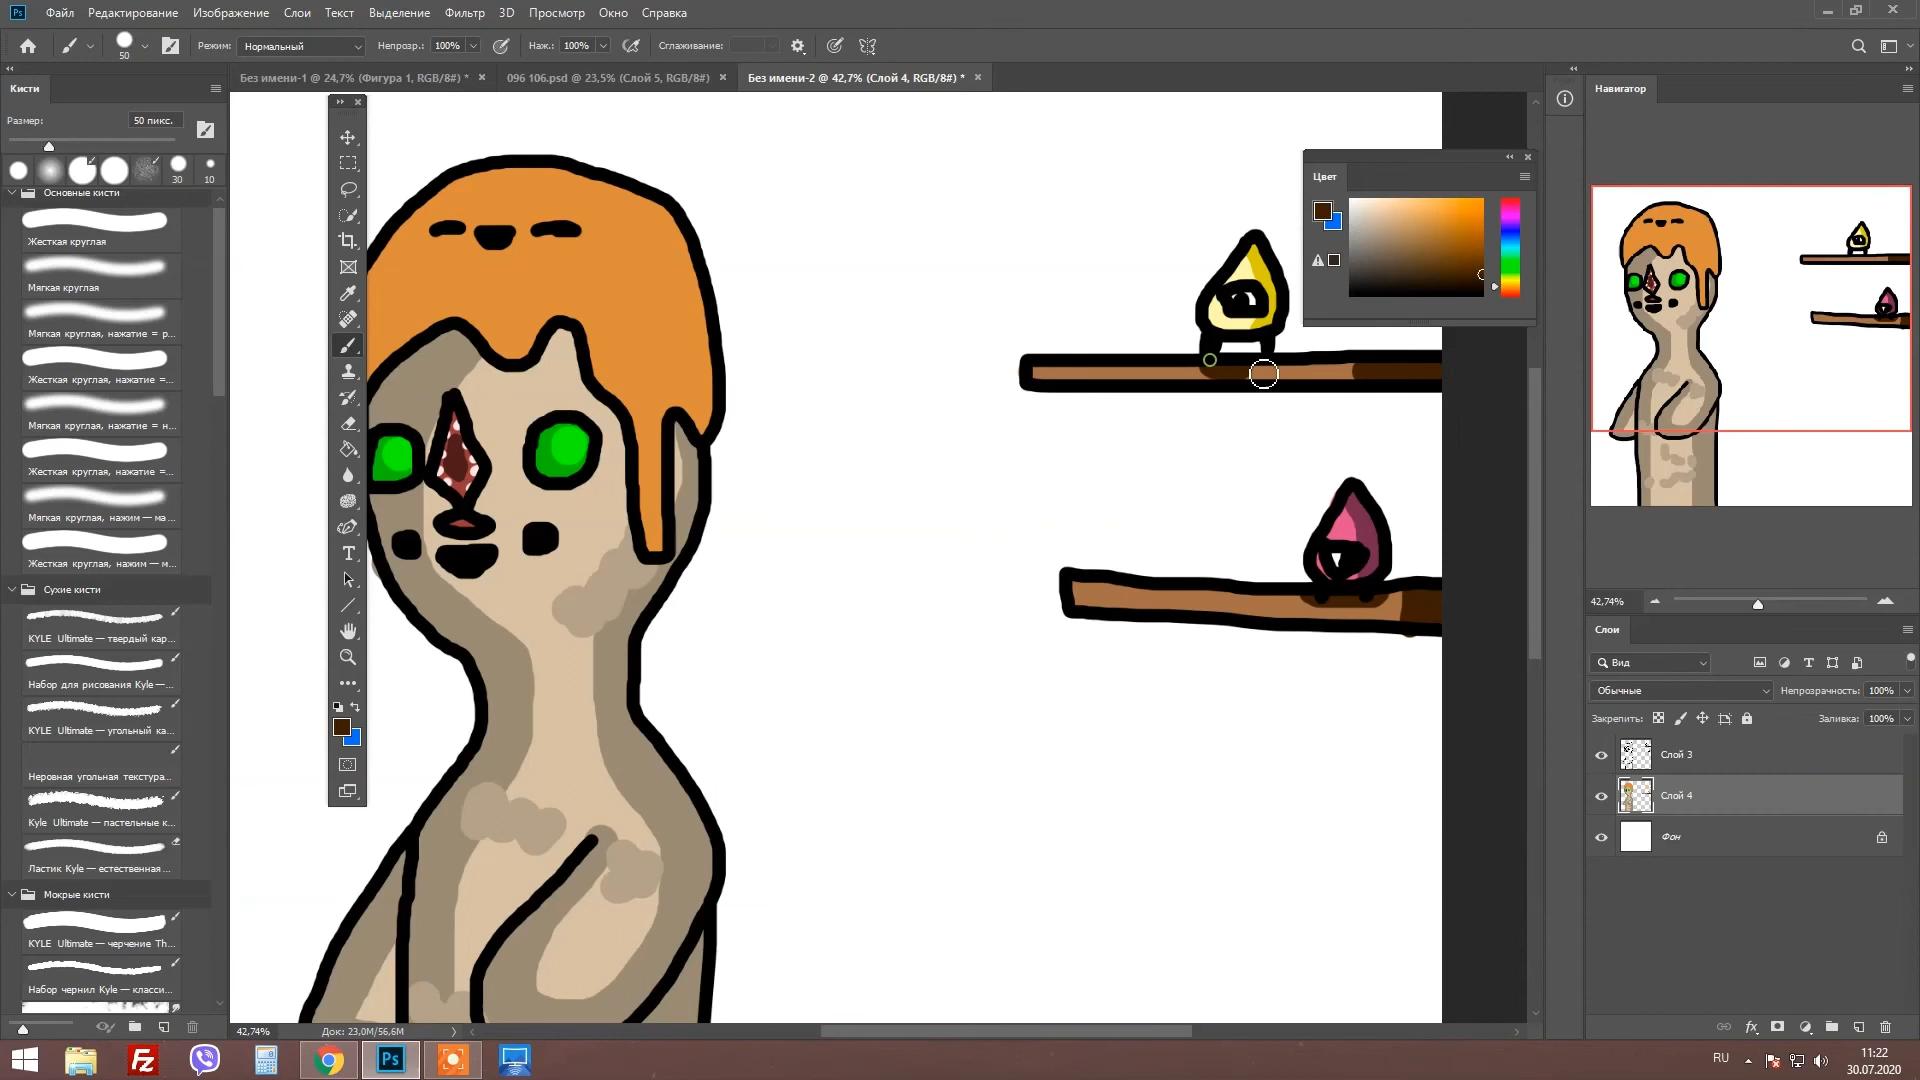 Ps Файл Редактирование Изображение Слои Текст Выделение Фильтр 3D Просмотр Окно Справка
50 Режим: Нормальный Непрозр.: 100% Наж.: 100% Сглаживание:
Без имени-1 @ 24,7% (Фигура 1, RGB/8#) * 096 106.psd @ 23,5% (Слой 5, RGB/8#) Без имени-2 @ 42,7% (Слой 4, RGB/8#) *
Кисти
Размер: 50 пикс.
30 10
Основные кисти
Жесткая круглая
Мягкая круглая
Мягкая круглая, нажатие = р...
Жесткая круглая, нажатие =...
Мягкая круглая, нажатие = н...
Жесткая круглая, нажатие =...
Мягкая круглая, нажим — ма...
Жесткая круглая, нажим — м...
Сухие кисти
KYLE Ultimate — твердый кар...
Набор для рисования Kyle —...
KYLE Ultimate — угольный ка...
Неровная угольная текстура...
Kyle Ultimate — пастельные к...
Ластик Kyle — естественная ...
Мокрые кисти
KYLE Ultimate — черчение Th...
Набор чернил Kyle — класси...
Цвет
Навигатор
42,74%
Слои
Вид
Обычные Непрозрачность: 100%
Закрепить: Заливка: 100%
Слой 3
Слой 4
Фон
42,74% Док: 23,0M/56,6M
Fz Ps
RU 11:22
30.07.2020